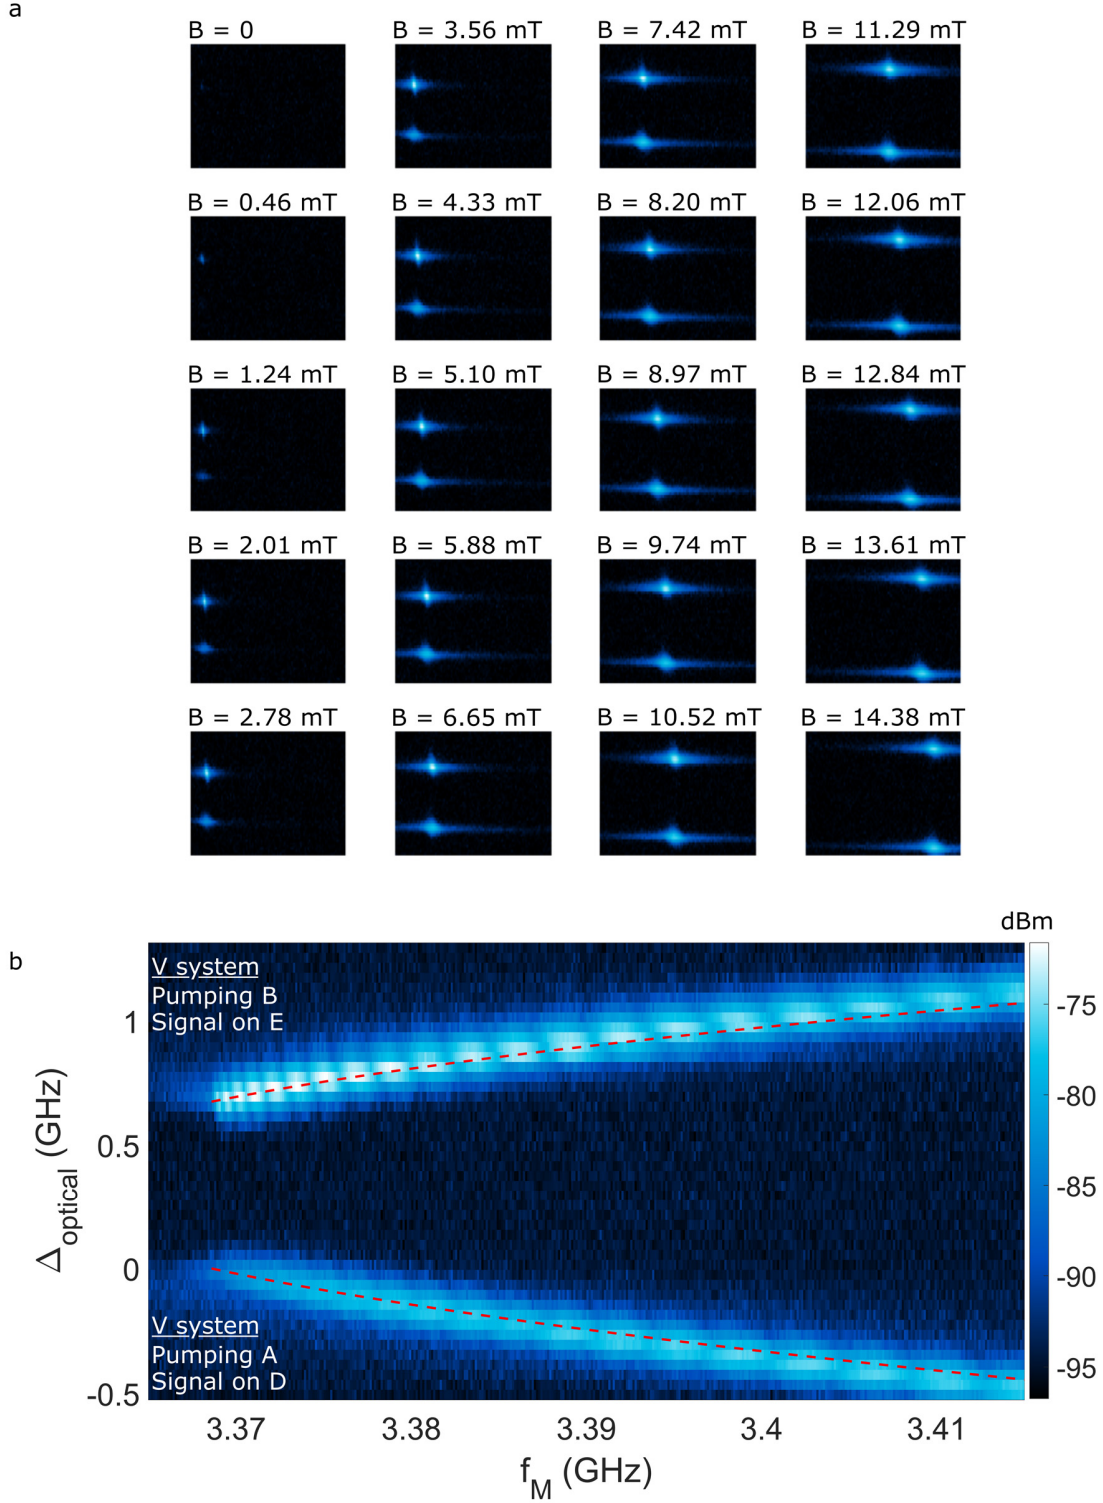 a
B = 0
B = 3.56 mT
B = 7.42 mT
B = 11.29 mT
B = 0.46 mT
B = 4.33 mT
B = 8.20 mT
B = 12.06 mT
B = 1.24 mT
B = 5.10 mT
B = 8.97 mT
B = 12.84 mT
B = 2.01 mT
B = 5.88 mT
B = 9.74 mT
B = 13.61 mT
B = 2.78 mT
B = 6.65 mT
B = 10.52 mT
B = 14.38 mT
b
dBm
V system
Pumping B
Signal on E
1
0.5
0
-0.5
Δoptical (GHz)
V system
Pumping A
Signal on D
-75
-80
-85
-90
-95
3.37
3.38
3.39
3.4
3.41
fM (GHz)